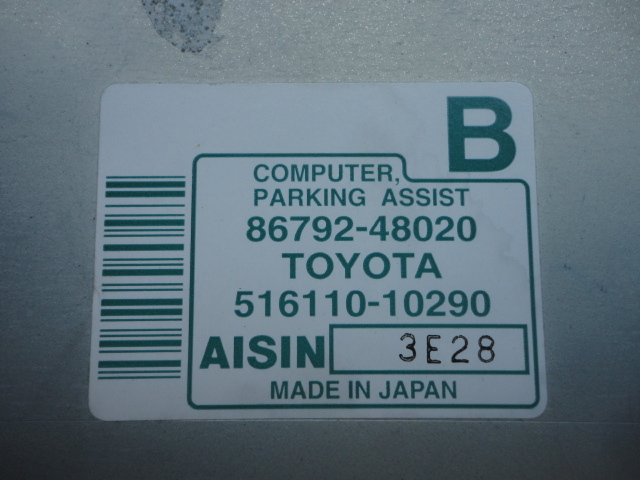 B
COMPUTER,
PARKING ASSIST
86792-48020
TOYOTA
516110-10290
AISIN 3E28
MADE IN JAPAN